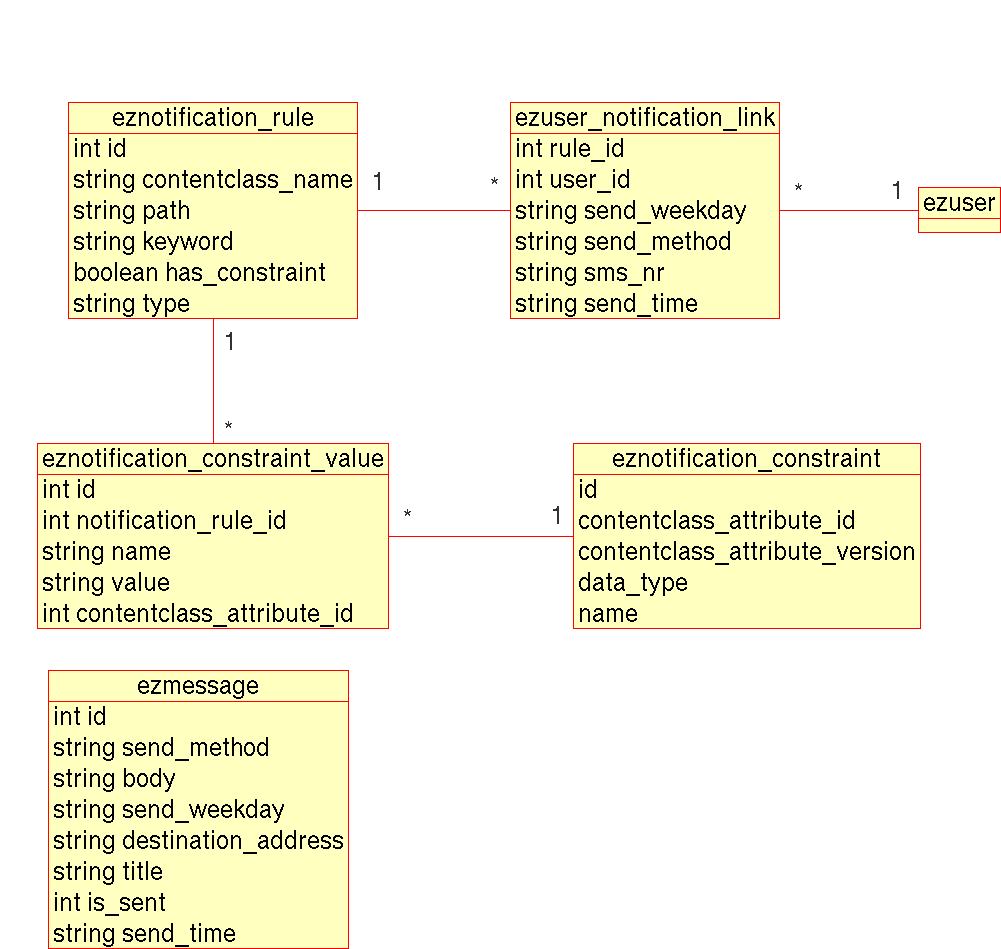 eznotification_rule
int id
string contentclass_name
string path
string keyword
boolean has_constraint
string type
1
*
ezuser_notification_link
int rule_id
int user_id
string send_weekday
string send_method
string sms_nr
string send_time
*
1
ezuser
1
*
eznotification_constraint_value
int id
int notification_rule_id
string name
string value
int contentclass_attribute_id
*
1
eznotification_constraint
id
contentclass_attribute_id
contentclass_attribute_version
data_type
name
ezmessage
int id
string send_method
string body
string send_weekday
string destination_address
string title
int is_sent
string send_time